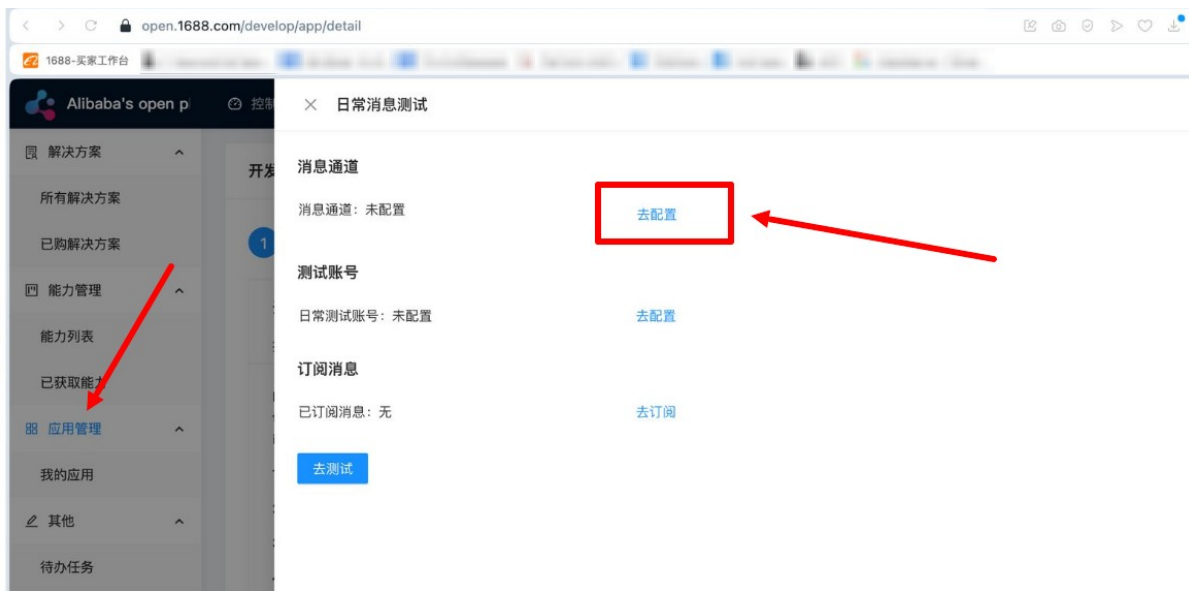 open.1688.com/develop/app/detail
1688-买家工作台
Alibaba's open p
控制
日常消息测试
解决方案
所有解决方案
已购解决方案
能力管理
能力列表
已获取能力
应用管理
我的应用
其他
待办任务
开发
1
消息通道
消息通道：未配置
去配置
测试账号
日常测试账号：未配置
去配置
订阅消息
已订阅消息：无
去订阅
去测试